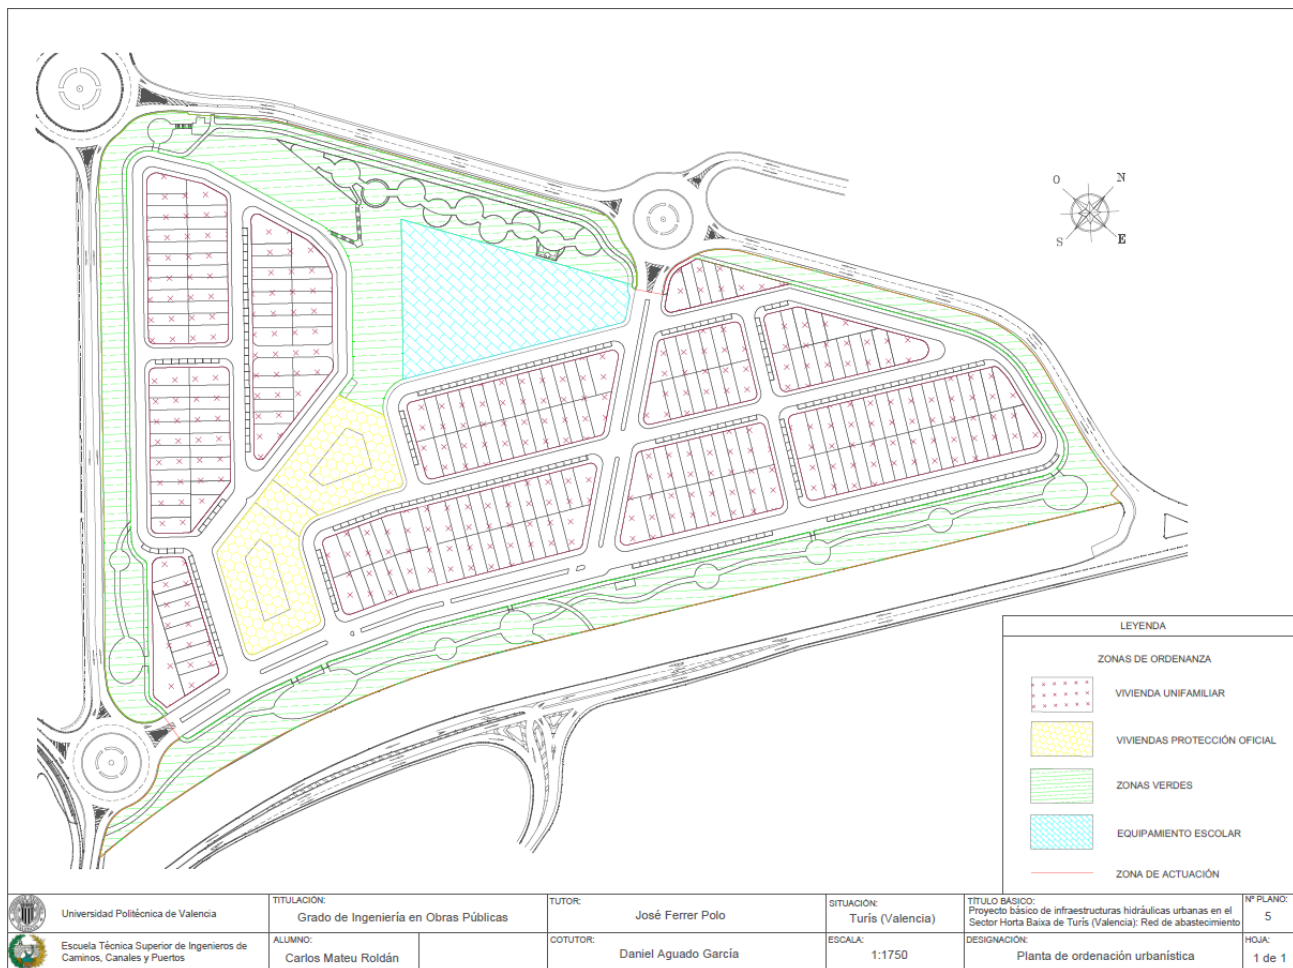 O
N
S
E
LEYENDA
ZONAS DE ORDENANZA
VIVIENDA UNIFAMILIAR
VIVIENDAS PROTECCIÓN OFICIAL
ZONAS VERDES
EQUIPAMIENTO ESCOLAR
ZONA DE ACTUACIÓN
Universidad Politécnica de Valencia
TITULACIÓN:
Grado de Ingeniería en Obras Públicas
TUTOR:
José Ferrer Polo
SITUACIÓN:
Turís (Valencia)
TÍTULO BÁSICO:
Proyecto básico de infraestructuras hidráulicas urbanas en el
Sector Horta Baixa de Turís (Valencia): Red de abastecimiento
Nº PLANO:
5
Escuela Técnica Superior de Ingenieros de
Caminos, Canales y Puertos
ALUMNO:
Carlos Mateu Roldán
COTUTOR:
Daniel Aguado García
ESCALA:
1:1750
DESIGNACIÓN:
Planta de ordenación urbanística
HOJA:
1 de 1